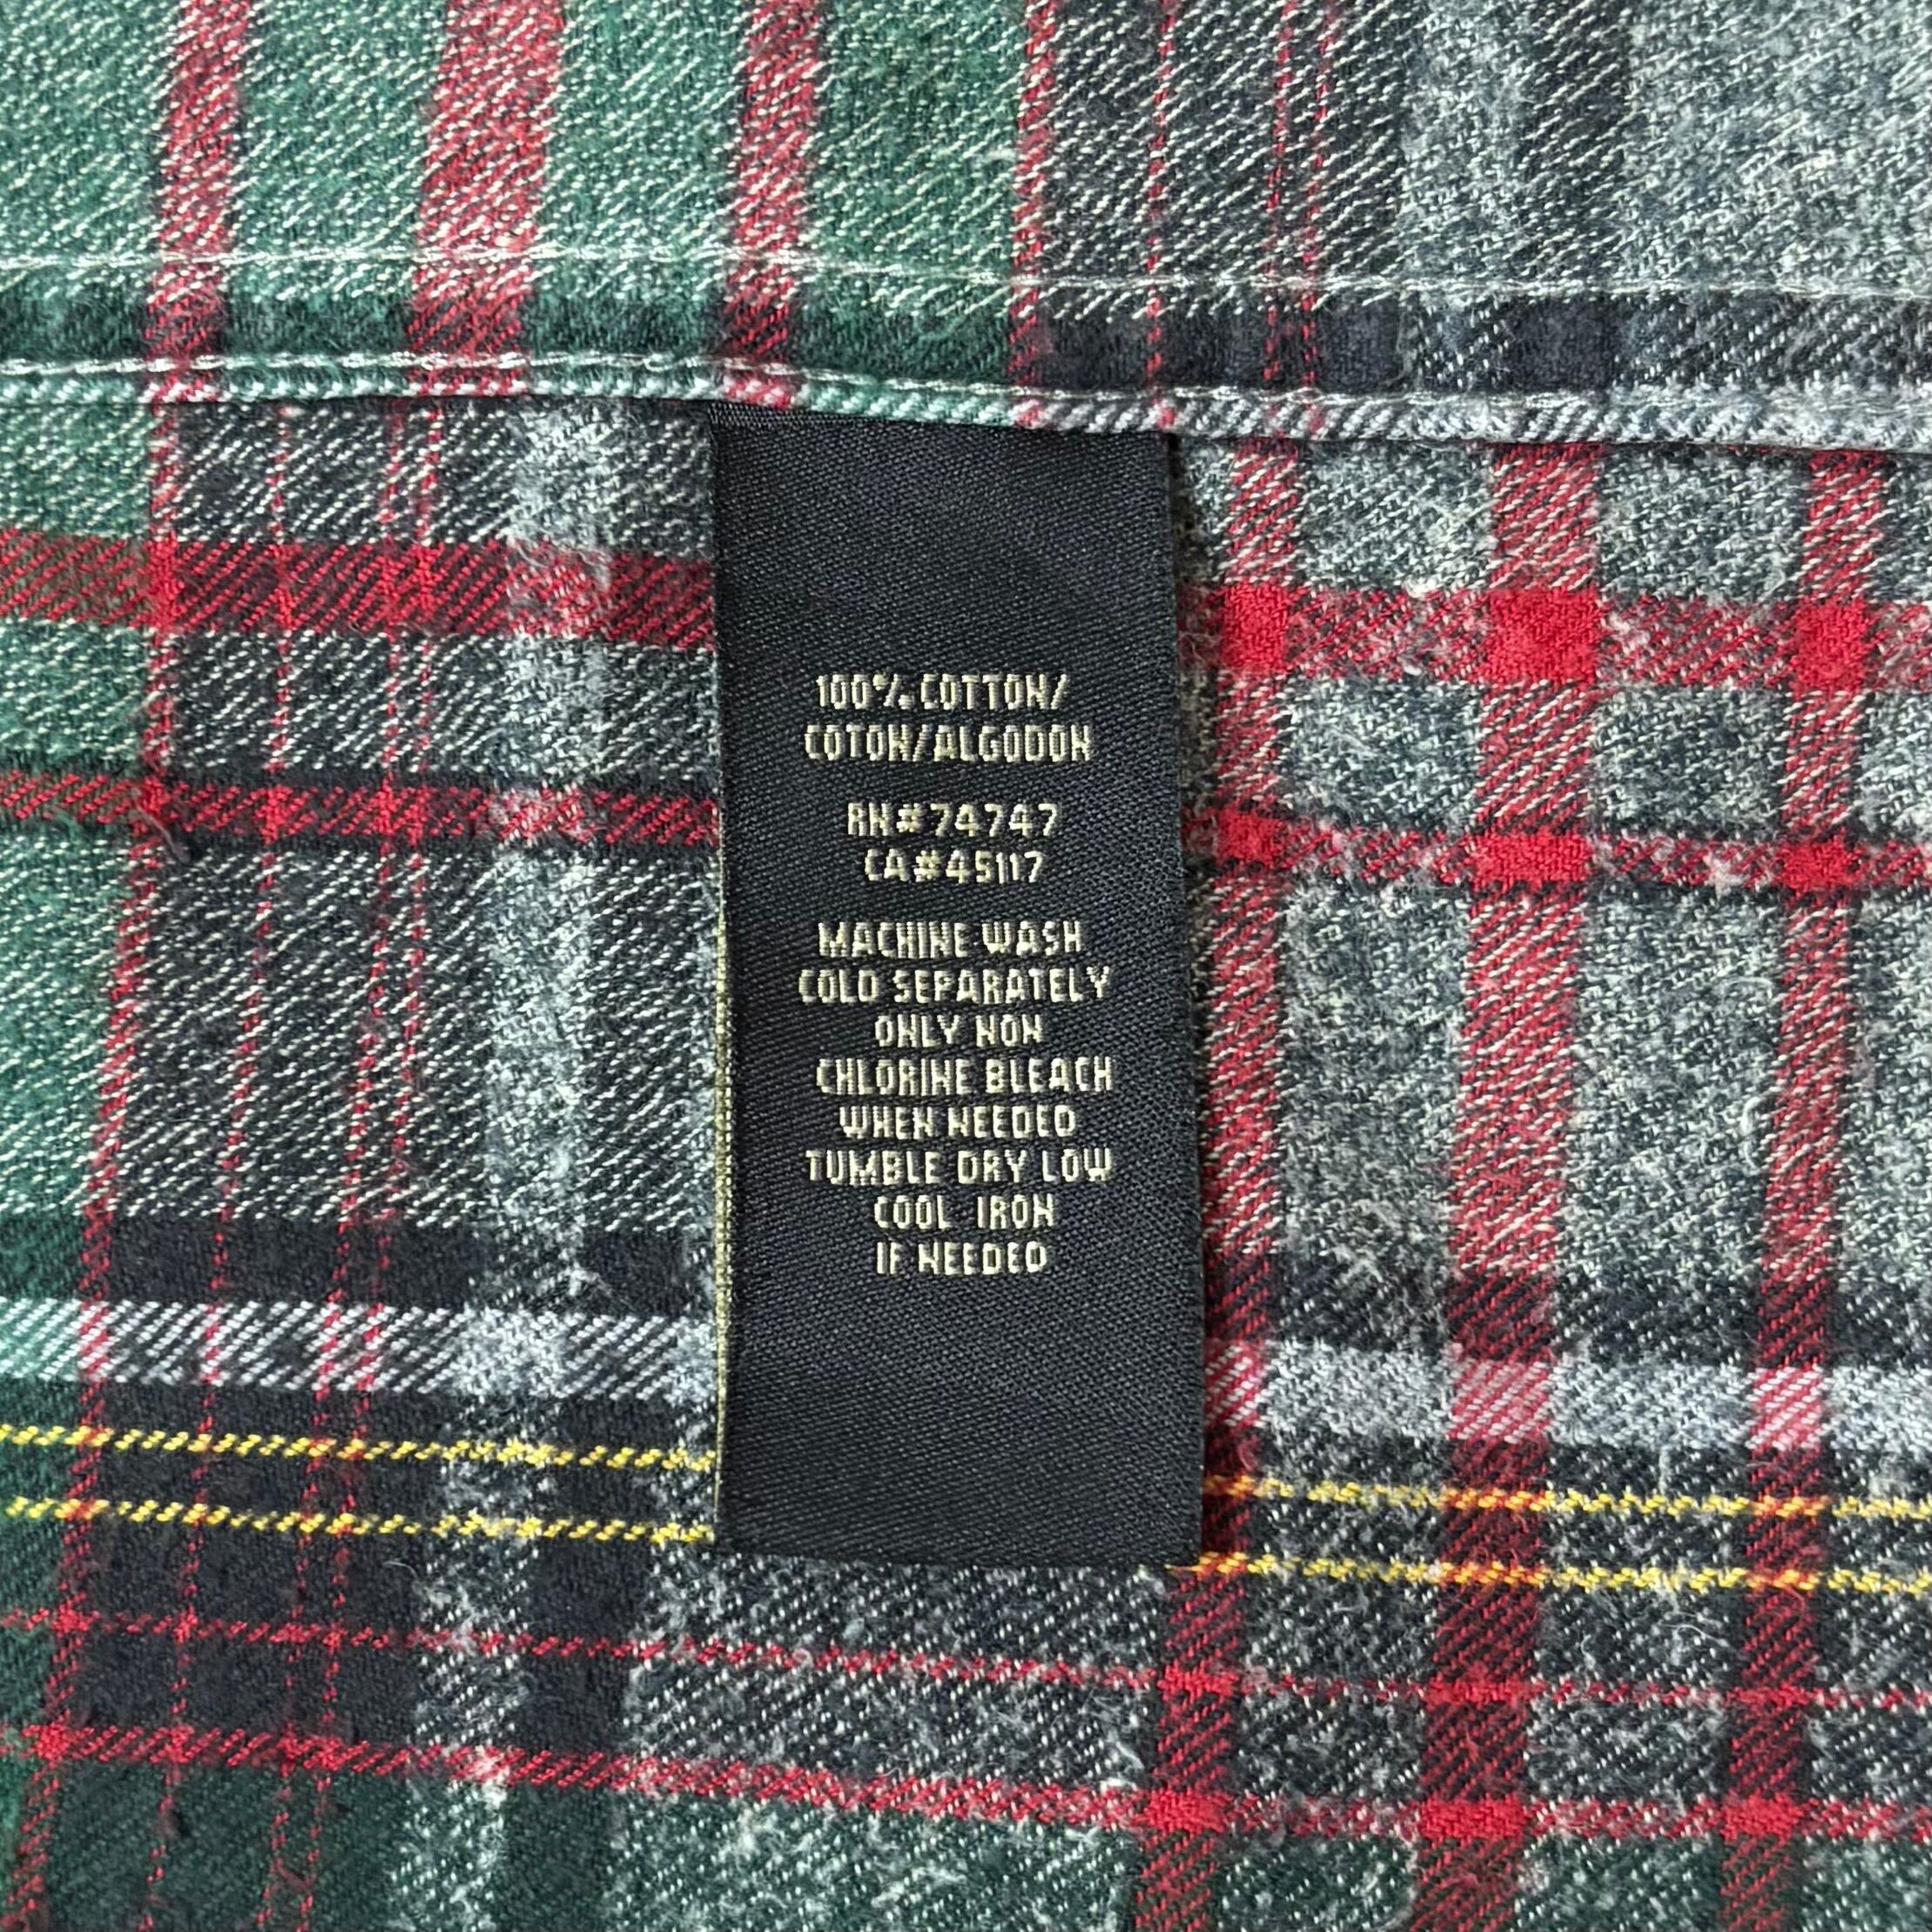 100% COTTON/
COTON/ALGODON
RN#74747
CA#45117
MACHINE WASH
COLD SEPARATELY
ONLY NON
CHLORINE BLEACH
WHEN NEEDED
TUMBLE DRY LOW
COOL IRON
IF NEEDED